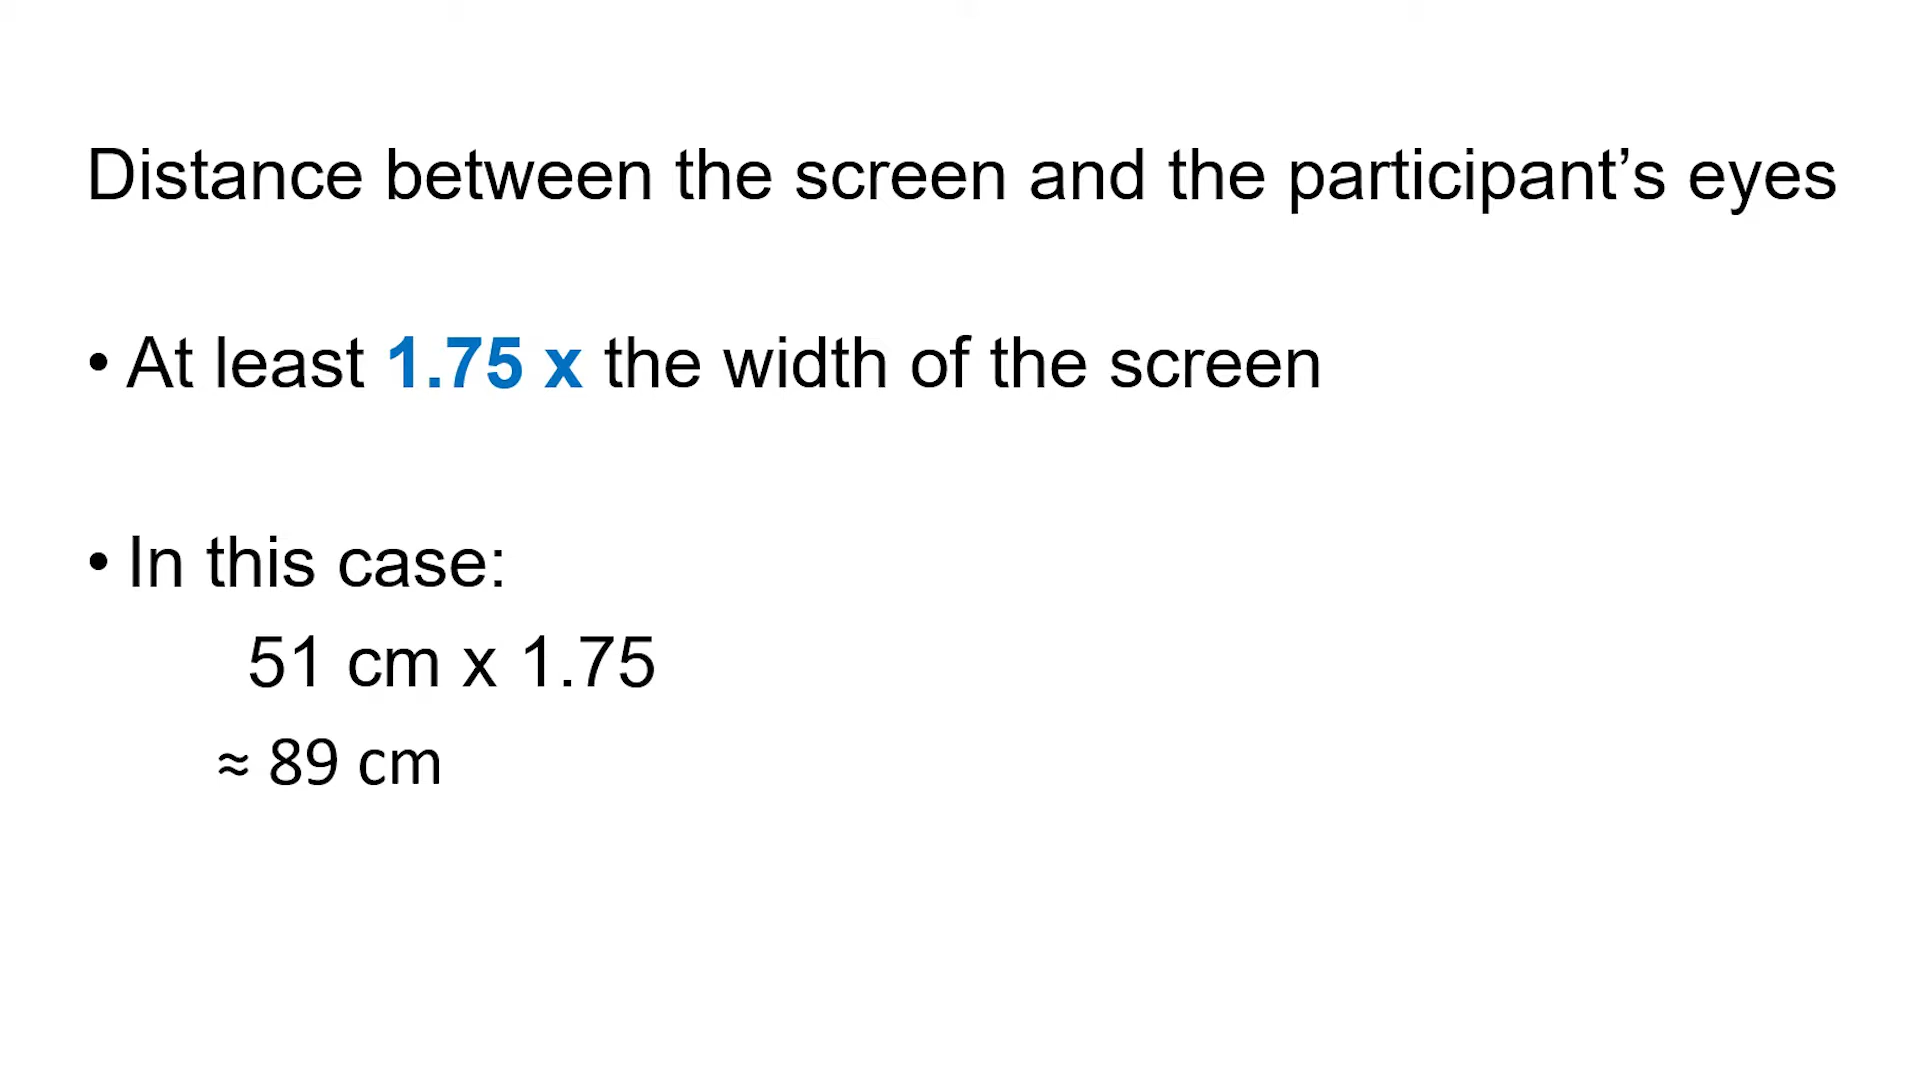 Distance between the screen and the participant’s eyes
• At least 1.75 x the width of the screen
• In this case:
51 cm x 1.75
≈ 89 cm